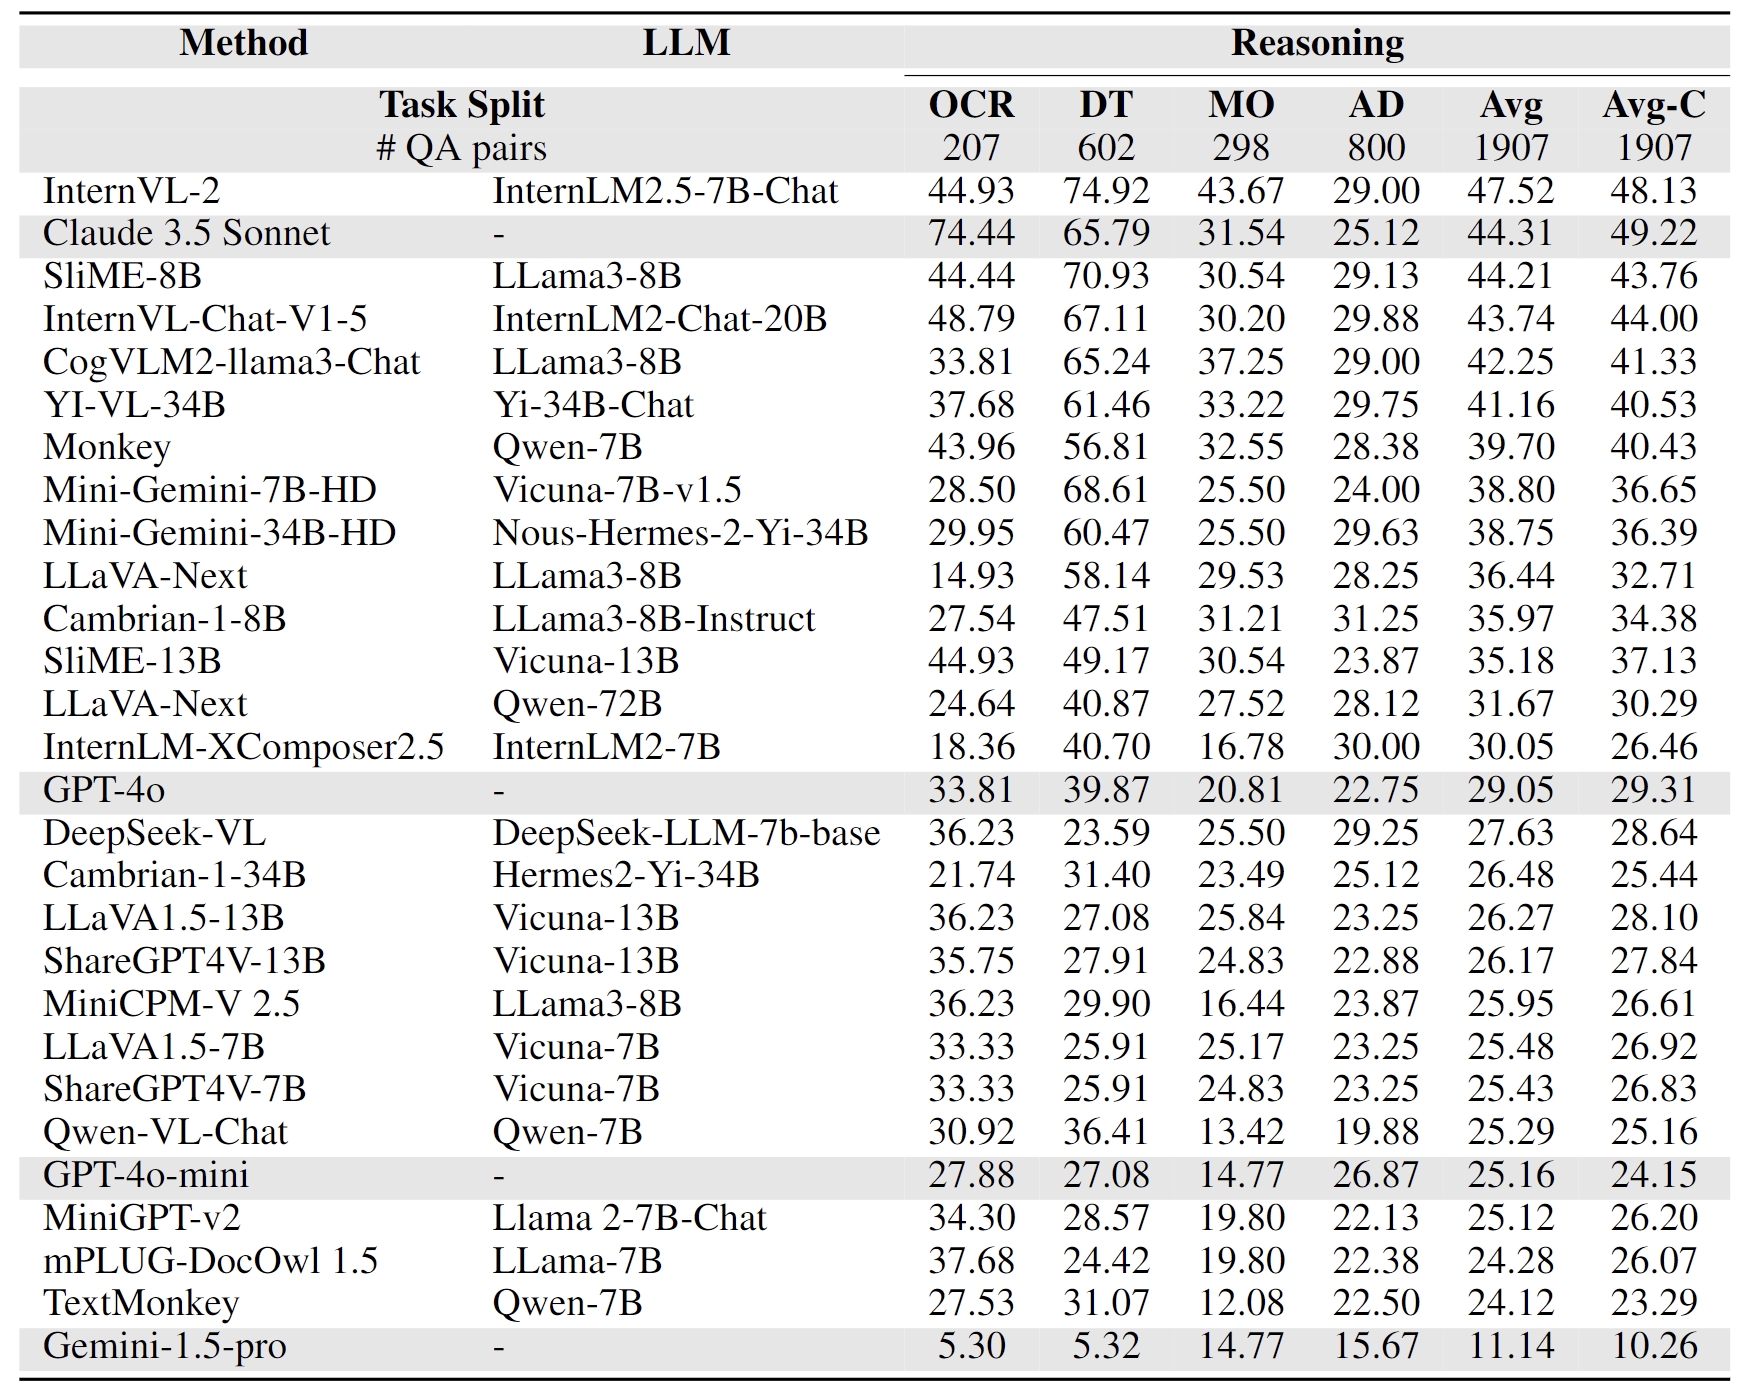 Method LLM Reasoning
Task Split OCR DT MO AD Avg Avg-C
# QA pairs 207 602 298 800 1907 1907
InternVL-2 InternLM2.5-7B-Chat 44.93 74.92 43.67 29.00 47.52 48.13
Claude 3.5 Sonnet - 74.44 65.79 31.54 25.12 44.31 49.22
SliME-8B LLama3-8B 44.44 70.93 30.54 29.13 44.21 43.76
InternVL-Chat-V1-5 InternLM2-Chat-20B 48.79 67.11 30.20 29.88 43.74 44.00
CogVLM2-llama3-Chat LLama3-8B 33.81 65.24 37.25 29.00 42.25 41.33
YI-VL-34B Yi-34B-Chat 37.68 61.46 33.22 29.75 41.16 40.53
Monkey Qwen-7B 43.96 56.81 32.55 28.38 39.70 40.43
Mini-Gemini-7B-HD Vicuna-7B-v1.5 28.50 68.61 25.50 24.00 38.80 36.65
Mini-Gemini-34B-HD Nous-Hermes-2-Yi-34B 29.95 60.47 25.50 29.63 38.75 36.39
LLaVA-Next LLama3-8B 14.93 58.14 29.53 28.25 36.44 32.71
Cambrian-1-8B LLama3-8B-Instruct 27.54 47.51 31.21 31.25 35.97 34.38
SliME-13B Vicuna-13B 44.93 49.17 30.54 23.87 35.18 37.13
LLaVA-Next Qwen-72B 24.64 40.87 27.52 28.12 31.67 30.29
InternLM-XComposer2.5 InternLM2-7B 18.36 40.70 16.78 30.00 30.05 26.46
GPT-4o - 33.81 39.87 20.81 22.75 29.05 29.31
DeepSeek-VL DeepSeek-LLM-7b-base 36.23 23.59 25.50 29.25 27.63 28.64
Cambrian-1-34B Hermes2-Yi-34B 21.74 31.40 23.49 25.12 26.48 25.44
LLaVA1.5-13B Vicuna-13B 36.23 27.08 25.84 23.25 26.27 28.10
ShareGPT4V-13B Vicuna-13B 35.75 27.91 24.83 22.88 26.17 27.84
MiniCPM-V 2.5 LLama3-8B 36.23 29.90 16.44 23.87 25.95 26.61
LLaVA1.5-7B Vicuna-7B 33.33 25.91 25.17 23.25 25.48 26.92
ShareGPT4V-7B Vicuna-7B 33.33 25.91 24.83 23.25 25.43 26.83
Qwen-VL-Chat Qwen-7B 30.92 36.41 13.42 19.88 25.29 25.16
GPT-4o-mini - 27.88 27.08 14.77 26.87 25.16 24.15
MiniGPT-v2 Llama 2-7B-Chat 34.30 28.57 19.80 22.13 25.12 26.20
mPLUG-DocOwl 1.5 LLama-7B 37.68 24.42 19.80 22.38 24.28 26.07
TextMonkey Qwen-7B 27.53 31.07 12.08 22.50 24.12 23.29
Gemini-1.5-pro - 5.30 5.32 14.77 15.67 11.14 10.26